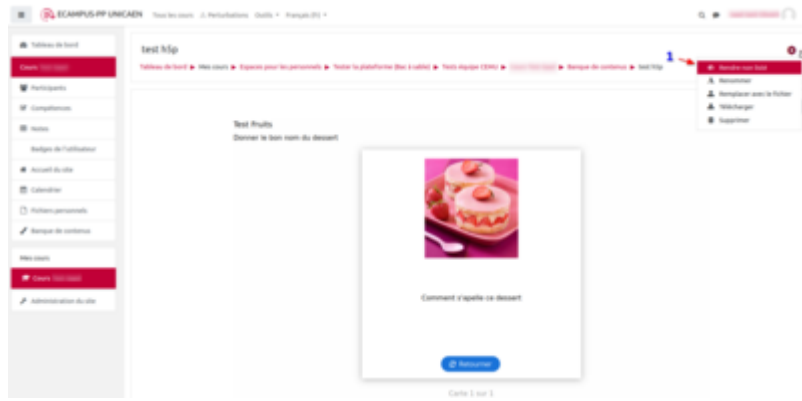 ECAMPUS-PP UNICAEN Tous les cours Perturbations Outils Français (fr)
Tableau de bord
Cours
Participants
Compétences
Notes
Badges de l'utilisateur
Accueil du site
Calendrier
Fichiers personnels
Banque de contenus
Mes cours
Cours
Administration du site
test h5p
Tableau de bord ▶ Mes cours ▶ Espaces pour les personnels ▶ Tester la plateforme (Bac à sable) ▶ Tests équipe CEMU ▶ ▶ Banque de contenus ▶ test h5p
1
Rendre non listé
Renommer
Remplacer avec le fichier
Télécharger
Supprimer
Test Fruits
Donner le bon nom du dessert
Comment s'apelle ce dessert
Retourner
Carte 1 sur 1